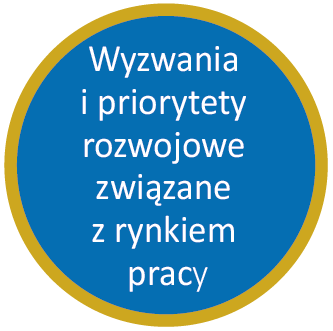 Wyzwania
i priorytety
rozwojowe
związane
z rynkiem
pracy